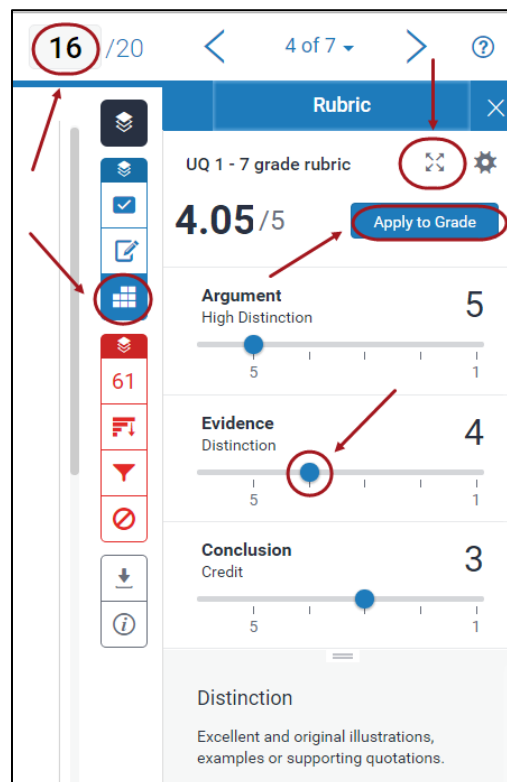 16 /20 4 of 7
Rubric
UQ 1 - 7 grade rubric
4.05/5 Apply to Grade
Argument 5
High Distinction
5 1
61
Evidence 4
Distinction
5 1
Conclusion 3
Credit
5 1
Distinction
Excellent and original illustrations,
examples or supporting quotations.